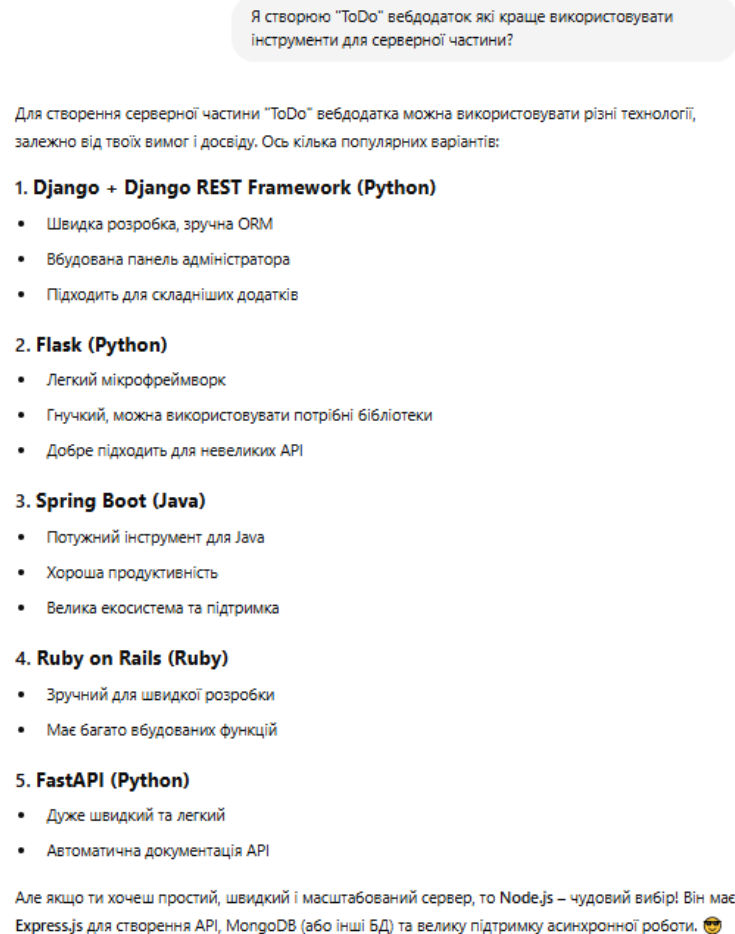 Я створюю "ToDo" вебдодаток які краще використовувати
інструменти для серверної частини?
Для створення серверної частини "ToDo" вебдодатка можна використовувати різні технології,
залежно від твоїх вимог і досвіду. Ось кілька популярних варіантів:
1. Django + Django REST Framework (Python)
• Швидка розробка, зручна ORM
• Вбудована панель адміністратора
• Підходить для складніших додатків
2. Flask (Python)
• Легкий мікрофреймворк
• Гнучкий, можна використовувати потрібні бібліотеки
• Добре підходить для невеликих API
3. Spring Boot (Java)
• Потужний інструмент для Java
• Хороша продуктивність
• Велика екосистема та підтримка
4. Ruby on Rails (Ruby)
• Зручний для швидкої розробки
• Має багато вбудованих функцій
5. FastAPI (Python)
• Дуже швидкий та легкий
• Автоматична документація API
Але якщо ти хочеш простий, швидкий і масштабований сервер, то Node.js – чудовий вибір! Він має
Express.js для створення API, MongoDB (або інші БД) та велику підтримку асинхронної роботи. 😎